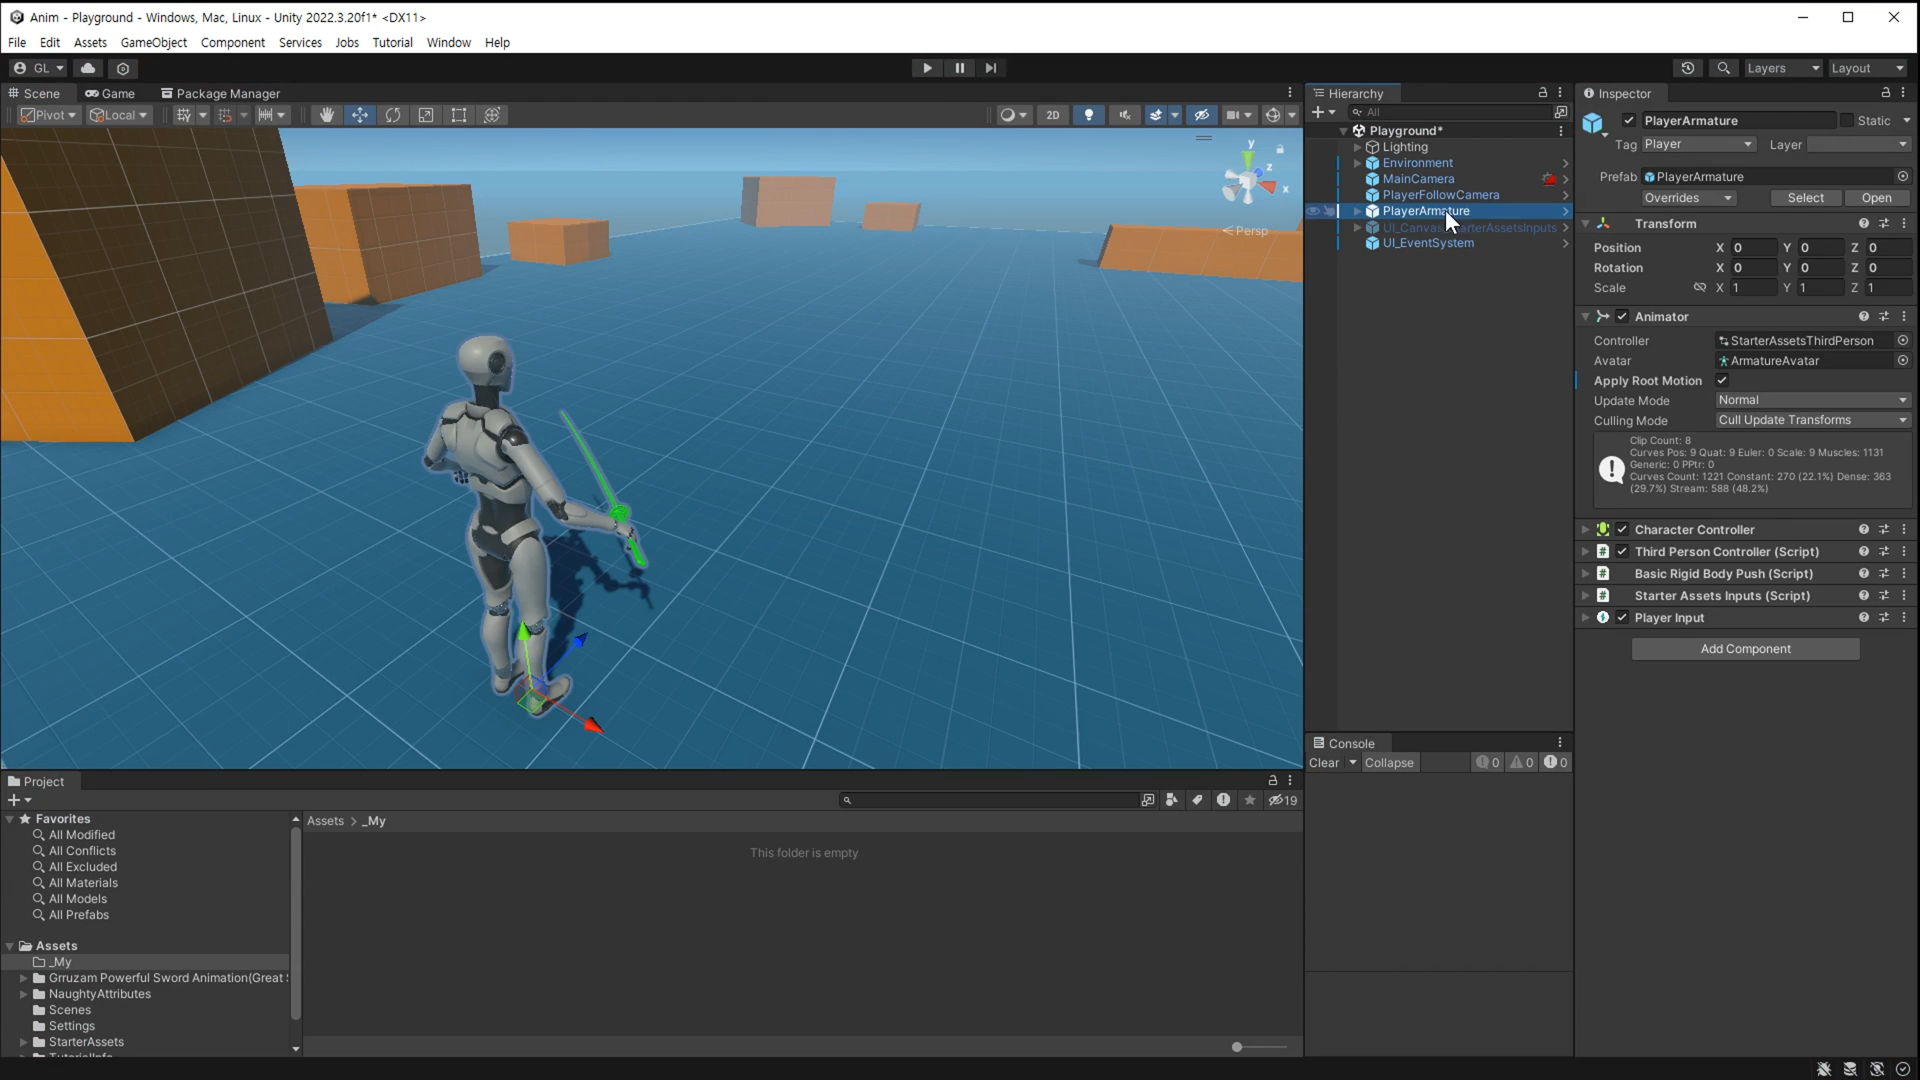 Anim - Playground - Windows, Mac, Linux - Unity 2022.3.20f1* <DX11>
File Edit Assets GameObject Component Services Jobs Tutorial Window Help
GL Layers Layout
Scene Game Package Manager
Pivot Local 2D
y
z
x
Persp
Hierarchy
All
Playground*
Lighting
Environment
MainCamera
PlayerFollowCamera
PlayerArmature
UI_EventSystem
Inspector
PlayerArmature Static
Tag Player Layer
Prefab PlayerArmature
Overrides Select Open
Transform
Position X 0 Y 0 Z 0
Rotation X 0 Y 0 Z 0
Scale X 1 Y 1 Z 1
Animator
Controller StarterAssetsThirdPerson
Avatar ArmatureAvatar
Apply Root Motion
Update Mode Normal
Culling Mode Cull Update Transforms
Clip Count: 8
Curves Pos: 9 Quat: 9 Euler: 0 Scale: 9 Muscles: 1131
Generic: 0 PPtr: 0
Curves Count: 1221 Constant: 270 (22.1%) Dense: 363
(29.7%) Stream: 588 (48.2%)
Character Controller
Third Person Controller (Script)
Basic Rigid Body Push (Script)
Starter Assets Inputs (Script)
Player Input
Add Component
Console
Clear Collapse 0 0 0
Project
19
Favorites
All Modified
All Conflicts
All Excluded
All Materials
All Models
All Prefabs
Assets
_My
Grruzam Powerful Sword Animation(Great
NaughtyAttributes
Scenes
Settings
StarterAssets
Assets > _My
This folder is empty